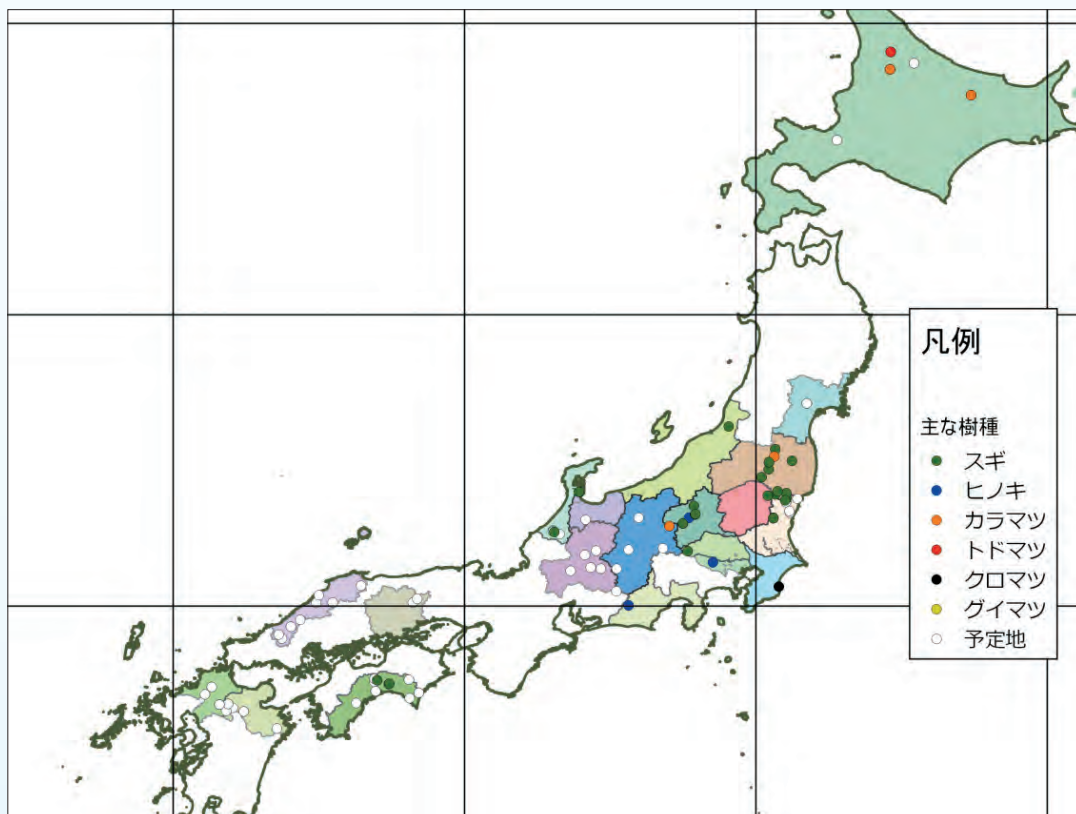 凡例
主な樹種
スギ
ヒノキ
カラマツ
トドマツ
クロマツ
グイマツ
予定地